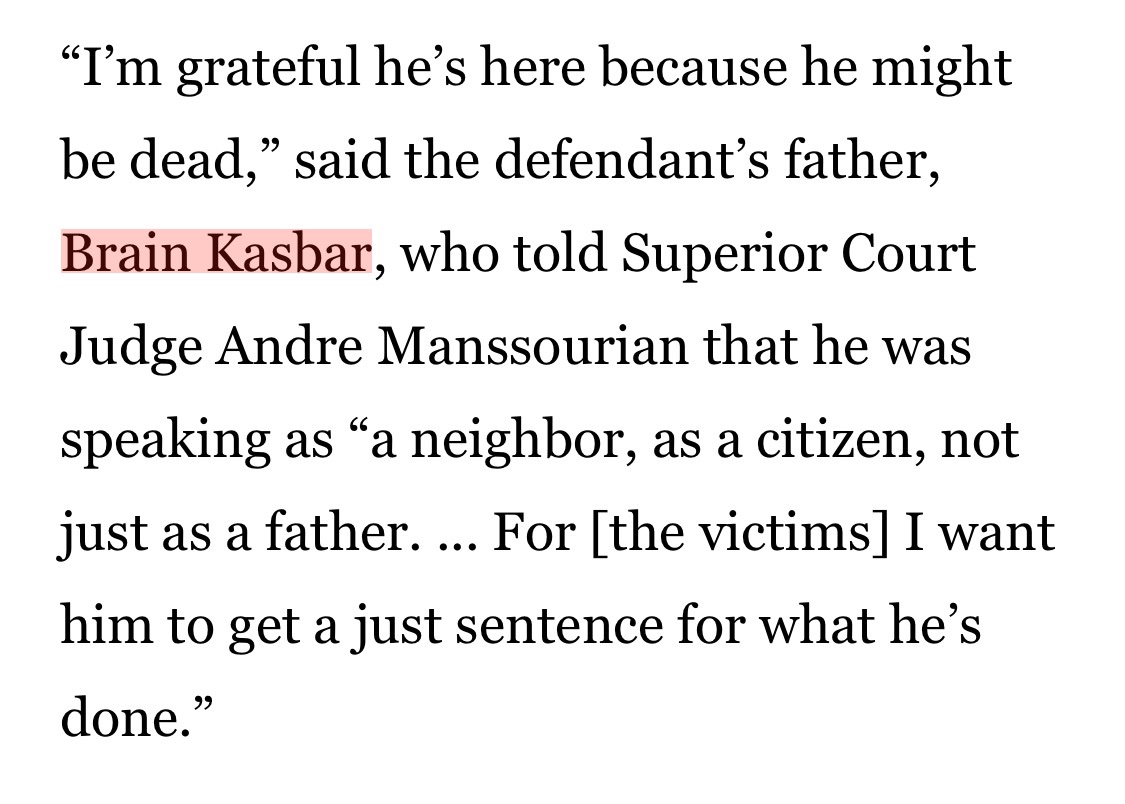 “I’m grateful he’s here because he might
be dead,” said the defendant’s father,
Brain Kasbar, who told Superior Court
Judge Andre Manssourian that he was
speaking as “a neighbor, as a citizen, not
just as a father. ... For [the victims] I want
him to get a just sentence for what he’s
done.”